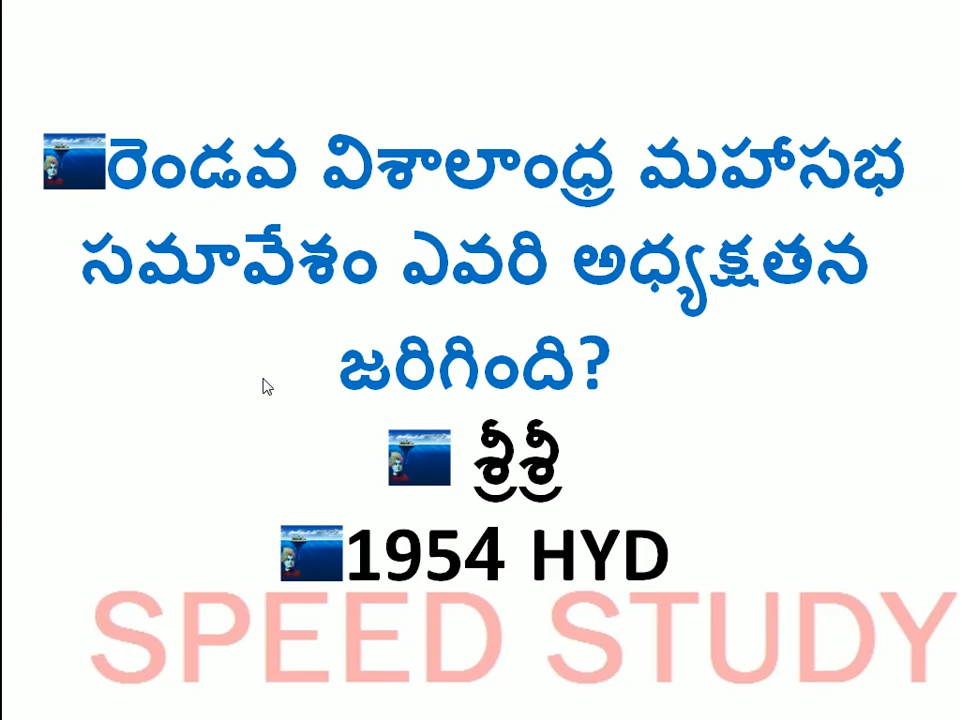 రెండవ విశాలాంధ్ర మహాసభ
సమావేశం ఎవరి అధ్యక్షతన
జరిగింది?
శ్రీశ్రీ
1954 HYD
SPEED STUDY